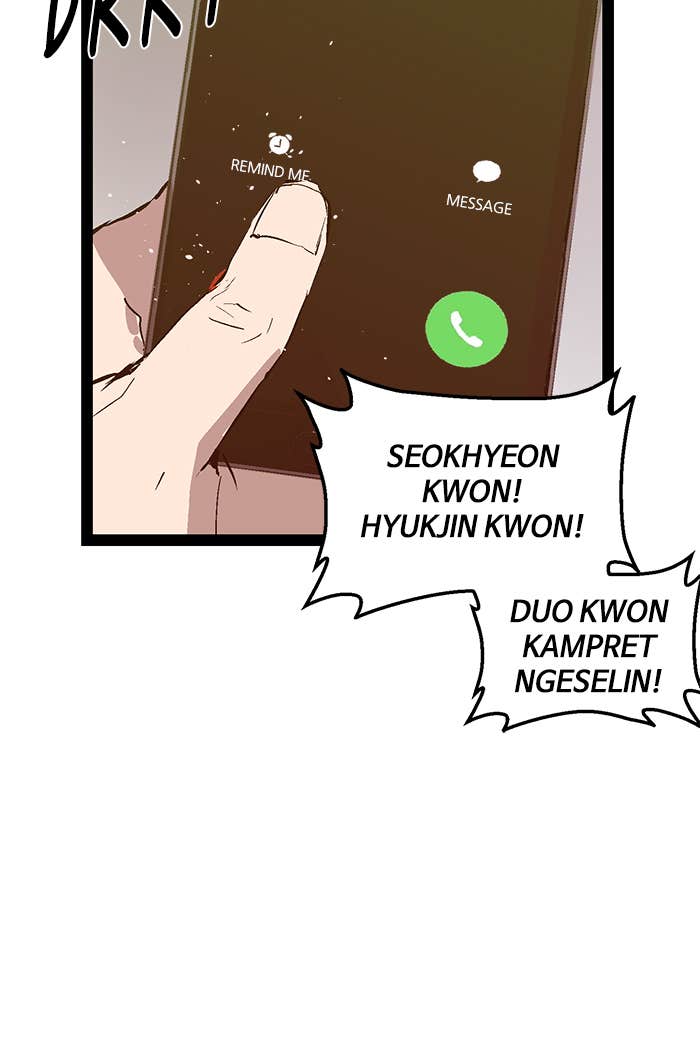 REMIND ME
MESSAGE
SEOKHYEON
KWON!
HYUKJIN KWON!
DUO KWON
KAMPRET
NGESELIN!